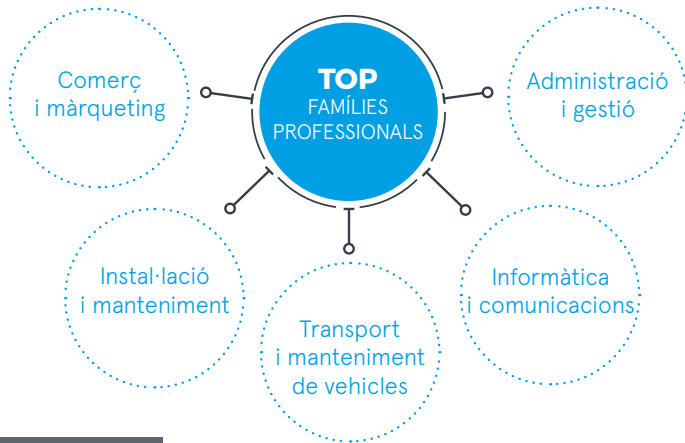 TOP
FAMÍLIES
PROFESSIONALS
Comerç
i màrqueting
Administració
i gestió
Instal·lació
i manteniment
Informàtica
i comunicacions
Transport
i manteniment
de vehicles